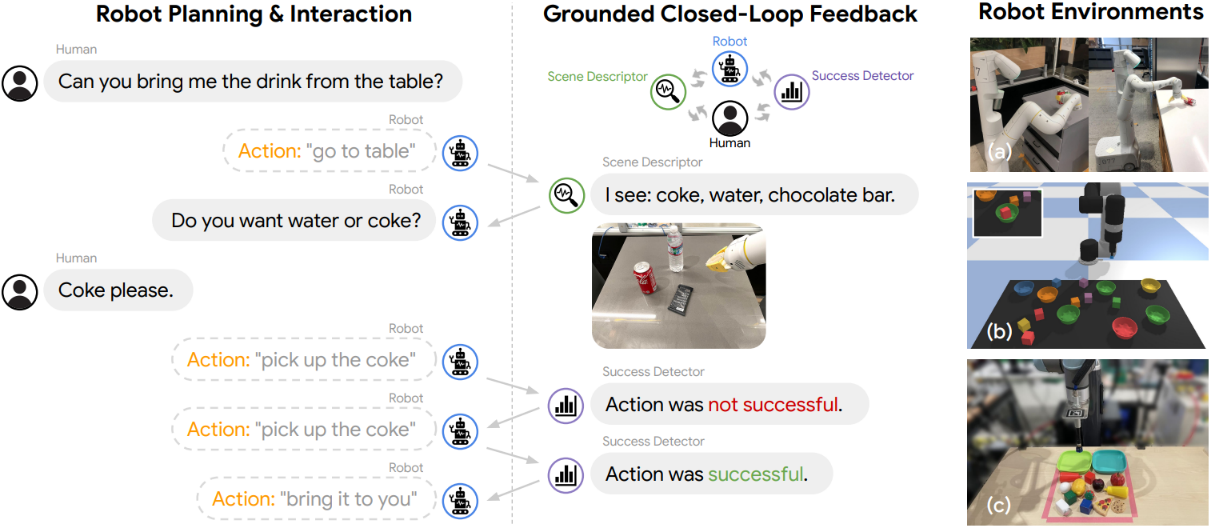 Robot Planning & Interaction
Human
Can you bring me the drink from the table?
Robot
Action: "go to table"
Robot
Do you want water or coke?
Human
Coke please.
Robot
Action: "pick up the coke"
Robot
Action: "pick up the coke"
Robot
Action: "bring it to you"
Grounded Closed-Loop Feedback
Robot
Scene Descriptor
Success Detector
Human
Scene Descriptor
I see: coke, water, chocolate bar.
Success Detector
Action was not successful.
Success Detector
Action was successful.
Robot Environments
(a)
(b)
(c)